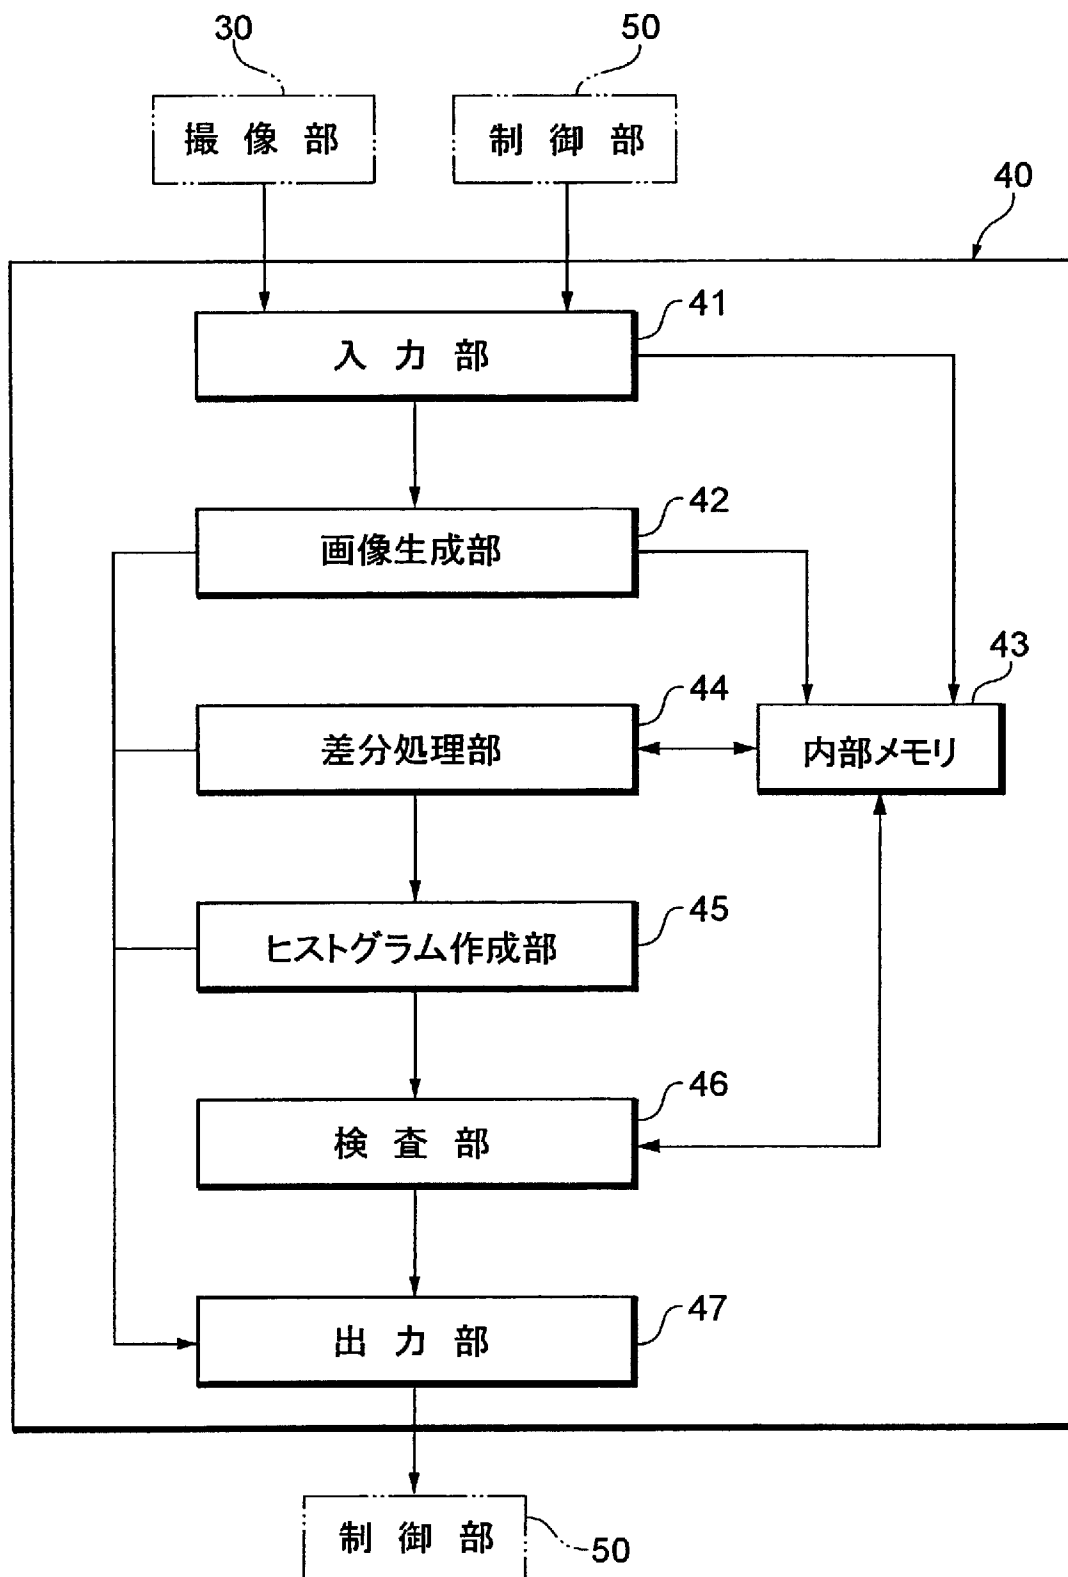 30
50
撮像部
制御部
40
41
入力部
42
画像生成部
43
44
差分処理部
内部メモリ
45
ヒストグラム作成部
46
検査部
47
出力部
制御部
50